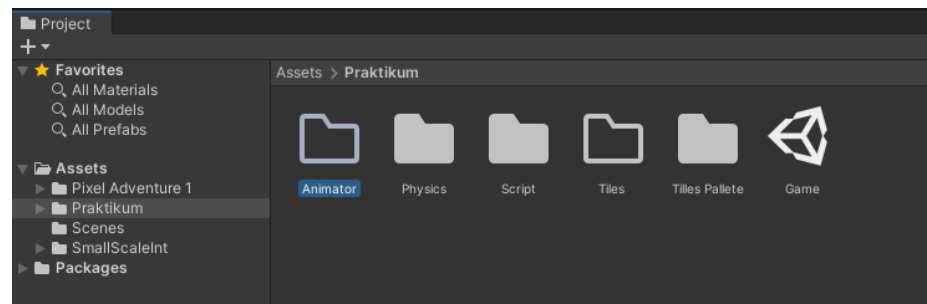 Project
Favorites
All Materials
All Models
All Prefabs
Assets
Pixel Adventure 1
Praktikum
Scenes
SmallScaleInt
Packages
Assets > Praktikum
Animator
Physics
Script
Tiles
Tilles Pallete
Game